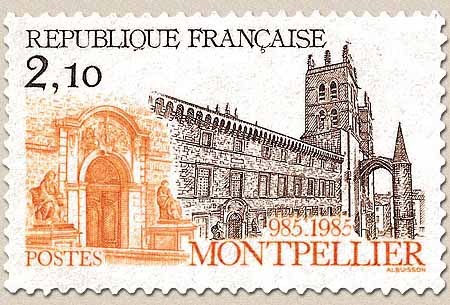 REPUBLIQUE FRANÇAISE
2,10
985.1985
POSTES
MONTPELLIER
ALBUISSON